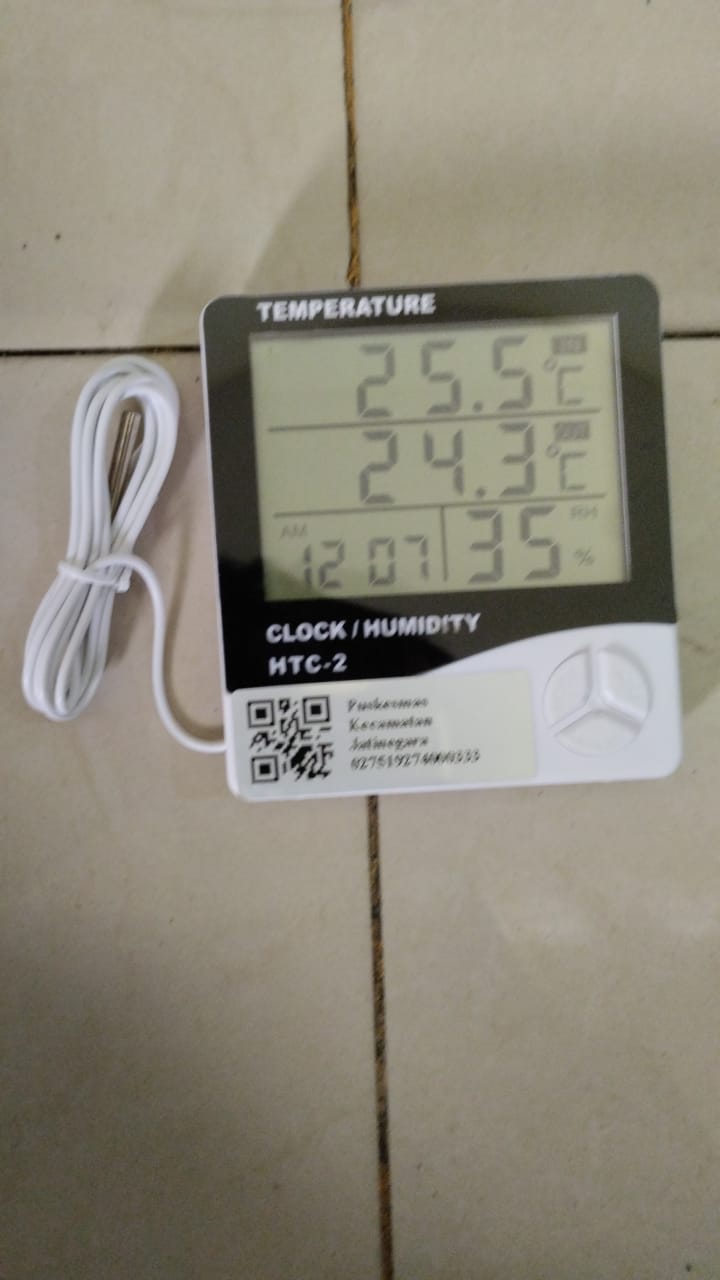 TEMPERATURE
25.5 °C
24.3 °C
AM
12 07
35 % RH
CLOCK / HUMIDITY
HTC-2
Puskesmas
Kecamatan
Jatinegara